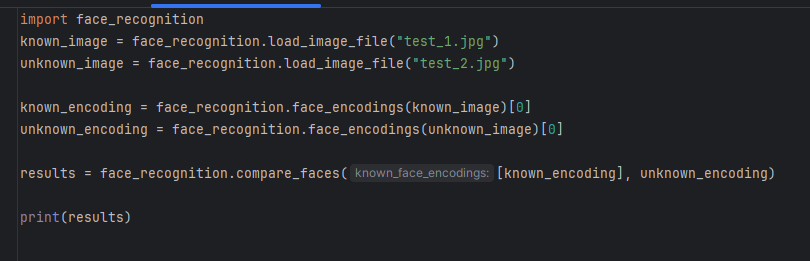 import face_recognition
known_image = face_recognition.load_image_file("test_1.jpg")
unknown_image = face_recognition.load_image_file("test_2.jpg")
known_encoding = face_recognition.face_encodings(known_image)[0]
unknown_encoding = face_recognition.face_encodings(unknown_image)[0]
results = face_recognition.compare_faces( known_face_encodings: [known_encoding], unknown_encoding)
print(results)